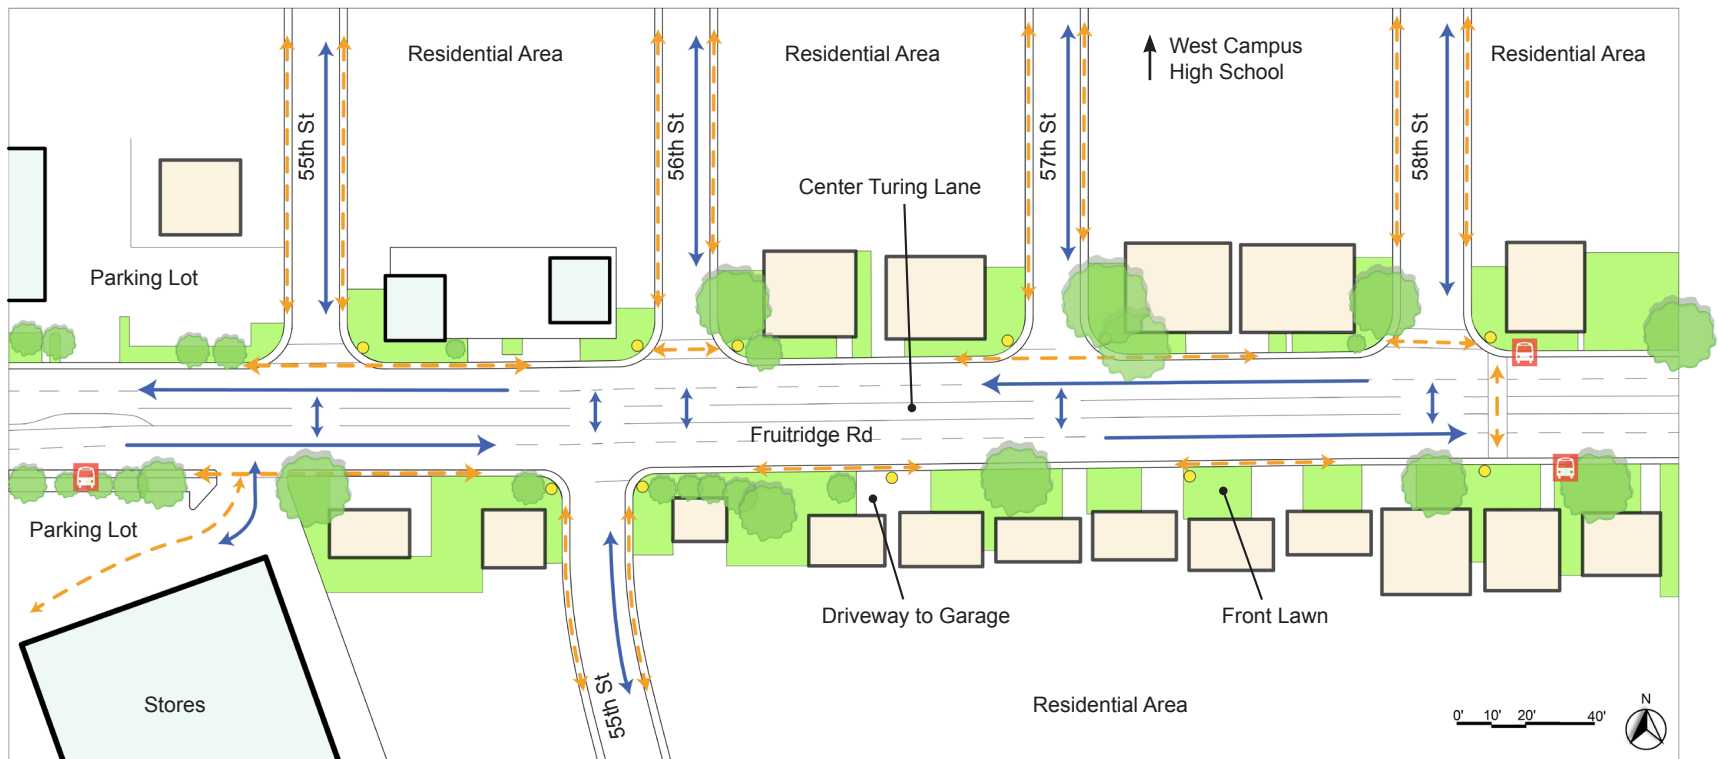 Residential Area
Residential Area
West Campus
High School
Residential Area
55th St
56th St
57th St
58th St
Center Turing Lane
Parking Lot
Fruitridge Rd
Parking Lot
Driveway to Garage
Front Lawn
Stores
55th St
Residential Area
N
0' 10' 20' 40'